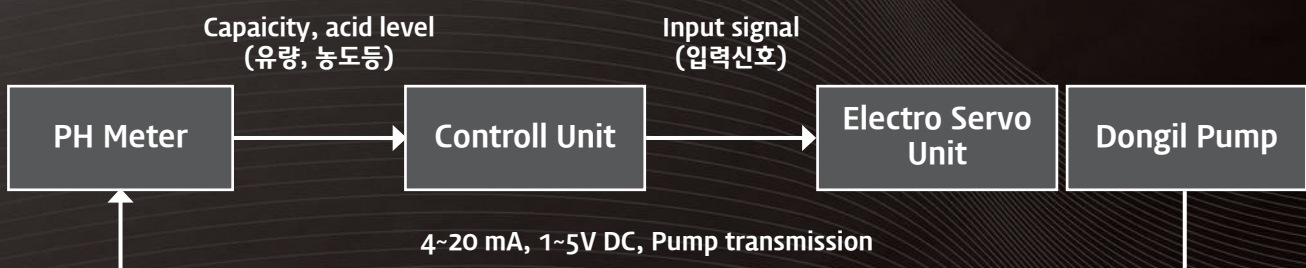 Capaicity, acid level
(유량, 농도등)
Input signal
(입력신호)
PH Meter
Controll Unit
Electro Servo
Unit
Dongil Pump
4~20 mA, 1~5V DC, Pump transmission